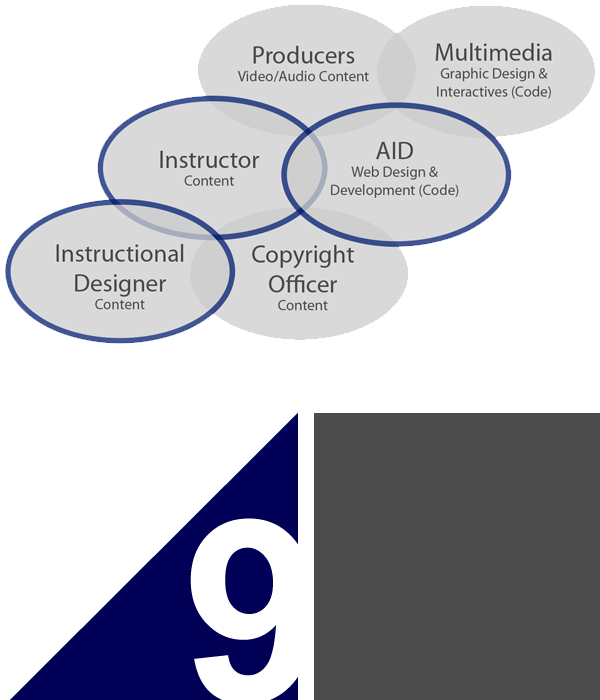 Producers
Video/Audio Content
Multimedia
Graphic Design &
Interactives (Code)
Instructor
Content
AID
Web Design &
Development (Code)
Instructional
Designer
Content
Copyright
Officer
Content
9